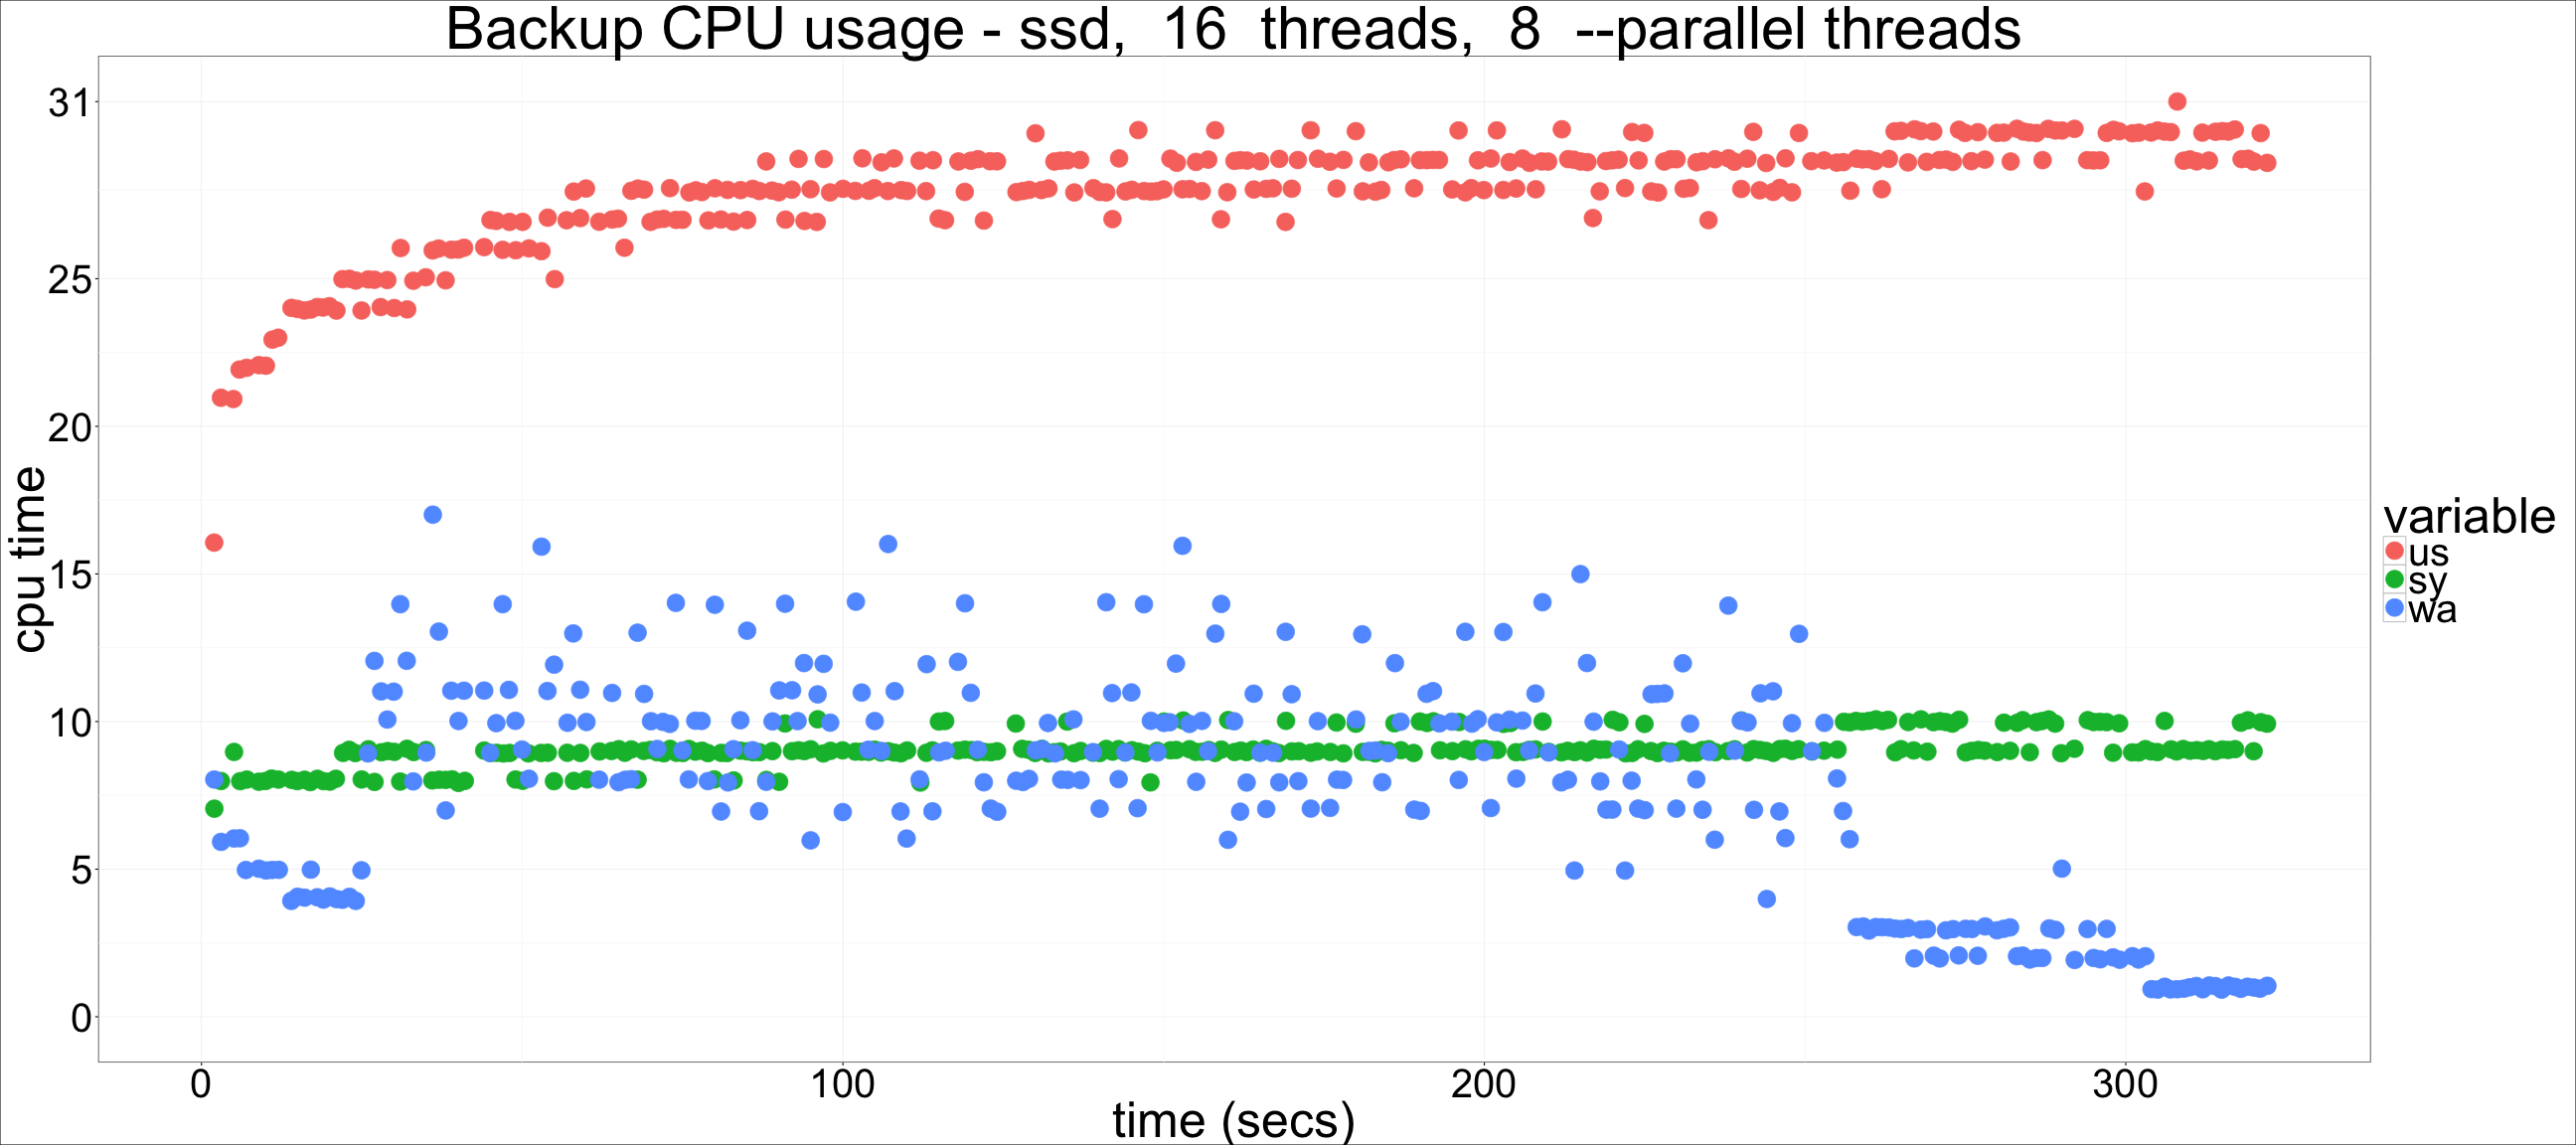 Backup CPU usage - ssd, 16 threads, 8 --parallel threads
31
25
20
15
10
5
0
cpu time
0 100 200 300
time (secs)
variable
us
sy
wa